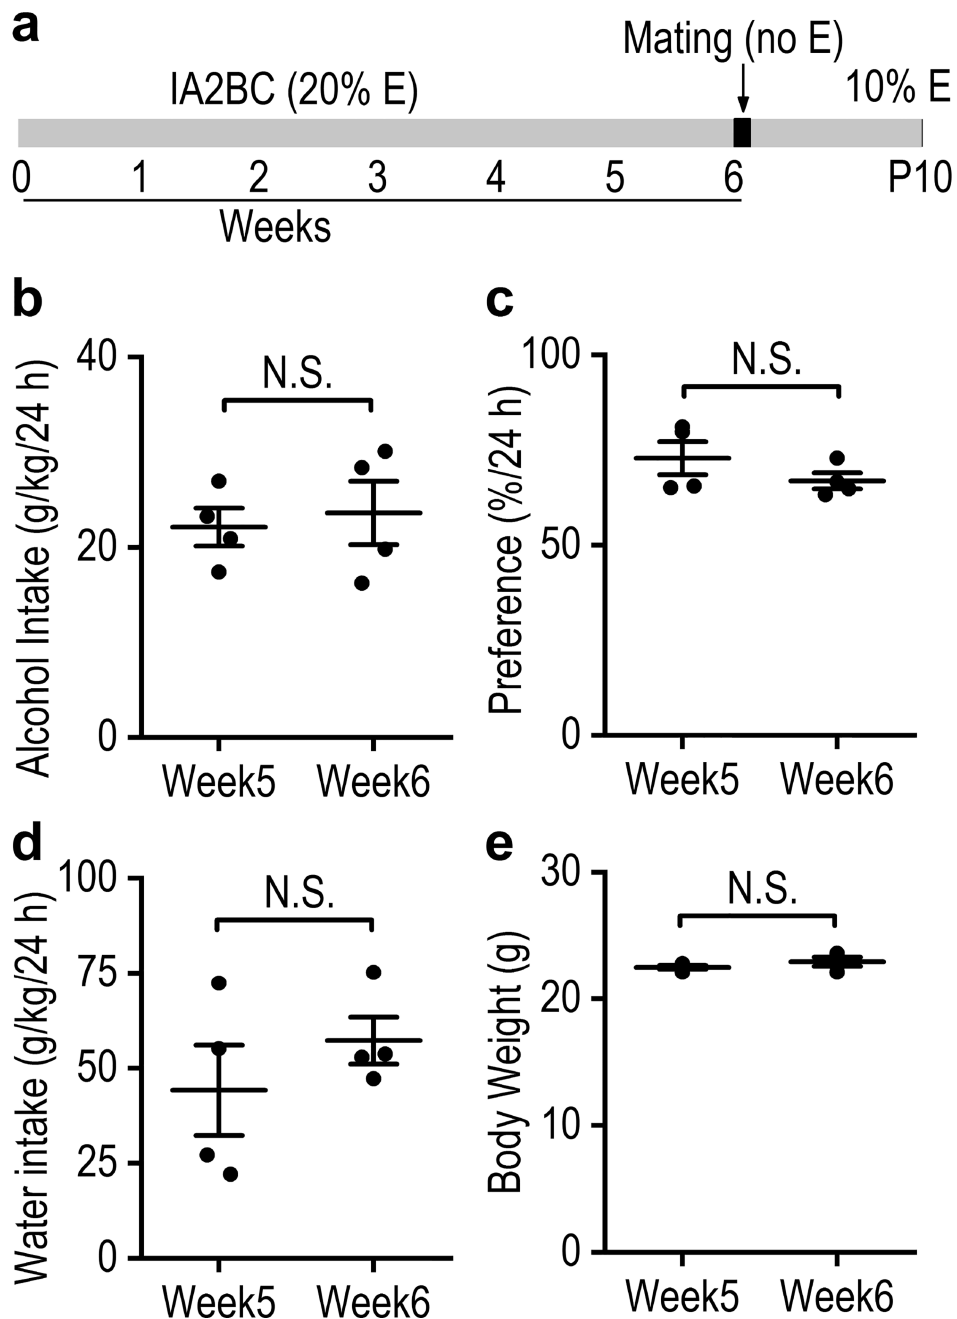 a
Mating (no E)
IA2BC (20% E)
10% E
0 1 2 3 4 5 6 P10
Weeks
b
Alcohol Intake (g/kg/24 h)
40
20
0
N.S.
Week5 Week6
c
Preference (%/24 h)
100
50
0
N.S.
Week5 Week6
d
Water intake (g/kg/24 h)
100
75
50
25
0
N.S.
Week5 Week6
e
Body Weight (g)
30
20
10
0
N.S.
Week5 Week6